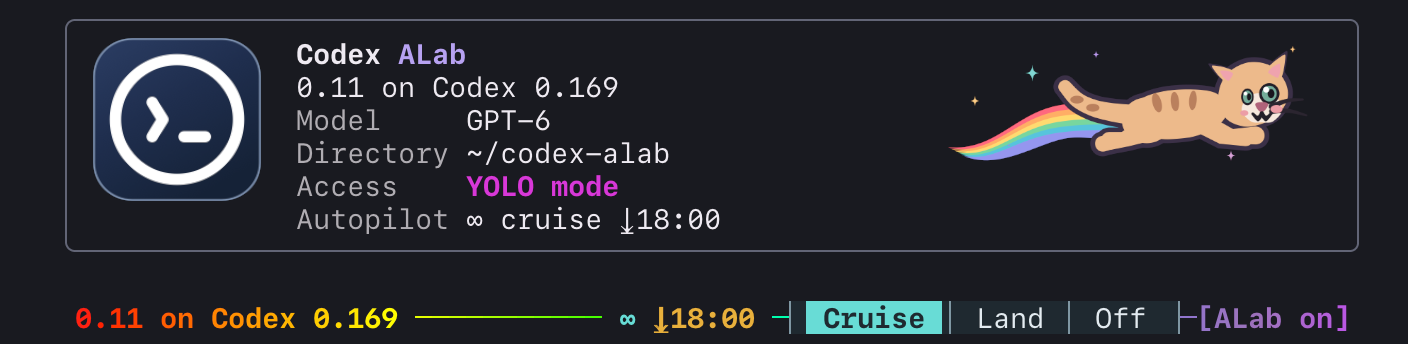 Codex ALab
0.11 on Codex 0.169
Model GPT-6
Directory ~/codex-alab
Access YOLO mode
Autopilot ∞ cruise ⤓18:00
0.11 on Codex 0.169 ∞ ⤓18:00 Cruise Land Off [ALab on]